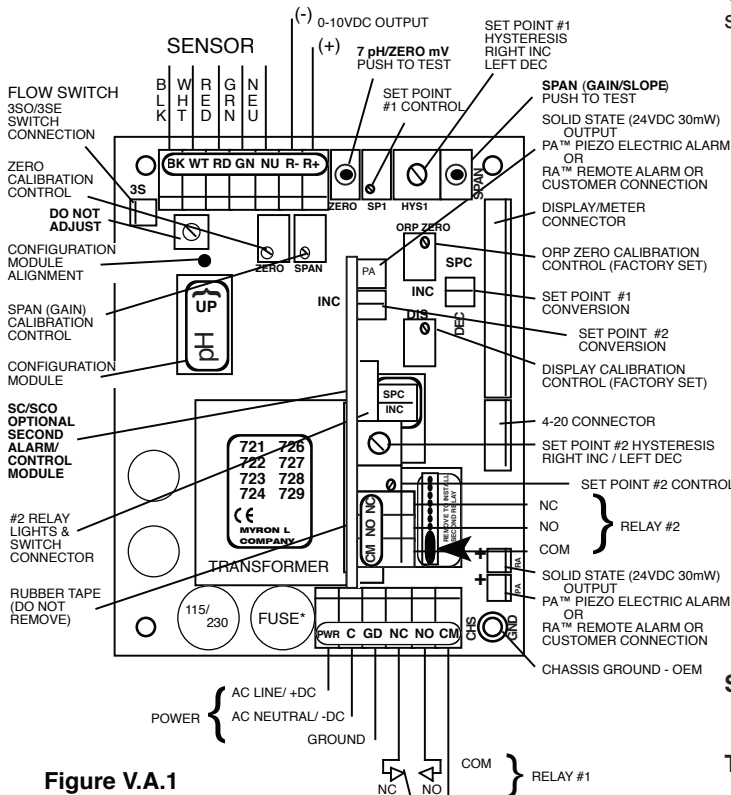 (-) 0-10VDC OUTPUT
(+)
SENSOR
BLK
WHT
RED
GRN
NEU
7 pH/ZERO mV
PUSH TO TEST
SET POINT
#1 CONTROL
SET POINT #1
HYSTERESIS
RIGHT INC
LEFT DEC
SPAN (GAIN/SLOPE)
PUSH TO TEST
SOLID STATE (24VDC 30mW)
OUTPUT
PA™ PIEZO ELECTRIC ALARM
OR
RA™ REMOTE ALARM OR
CUSTOMER CONNECTION
DISPLAY/METER
CONNECTOR
ORP ZERO CALIBRATION
CONTROL (FACTORY SET)
SET POINT #1
CONVERSION
SET POINT #2
CONVERSION
DISPLAY CALIBRATION
CONTROL (FACTORY SET)
4-20 CONNECTOR
SET POINT #2 HYSTERESIS
RIGHT INC / LEFT DEC
SET POINT #2 CONTROL
NC
NO
COM
RELAY #2
SOLID STATE (24VDC 30mW)
OUTPUT
PA™ PIEZO ELECTRIC ALARM
OR
RA™ REMOTE ALARM OR
CUSTOMER CONNECTION
CHASSIS GROUND - OEM
FLOW SWITCH
3SO/3SE
SWITCH
CONNECTION
ZERO
CALIBRATION
CONTROL
DO NOT
ADJUST
CONFIGURATION
MODULE
ALIGNMENT
SPAN (GAIN)
CALIBRATION
CONTROL
CONFIGURATION
MODULE
SC/SCO
OPTIONAL
SECOND
ALARM/
CONTROL
MODULE
#2 RELAY
LIGHTS &
SWITCH
CONNECTOR
RUBBER TAPE
(DO NOT
REMOVE)
BK WT RD GN NU R- R+
3S
ZERO SP1 HYS1 SPAN
ZERO SPAN
ORP ZERO
PA
INC
INC
SPC
DEC
DIS
UP
pH
SPC
INC
721 726
722 727
723 728
724 729
CE
MYRON L
COMPANY
TRANSFORMER
CM NO NC
REMOVE TO INSTALL
SECOND RELAY
+ RA
+ PA
CHS
GND
115/
230
FUSE*
PWR C GD NC NO CM
POWER
AC LINE/ +DC
AC NEUTRAL/ -DC
GROUND
COM
NC NO
RELAY #1
Figure V.A.1
S
S
T